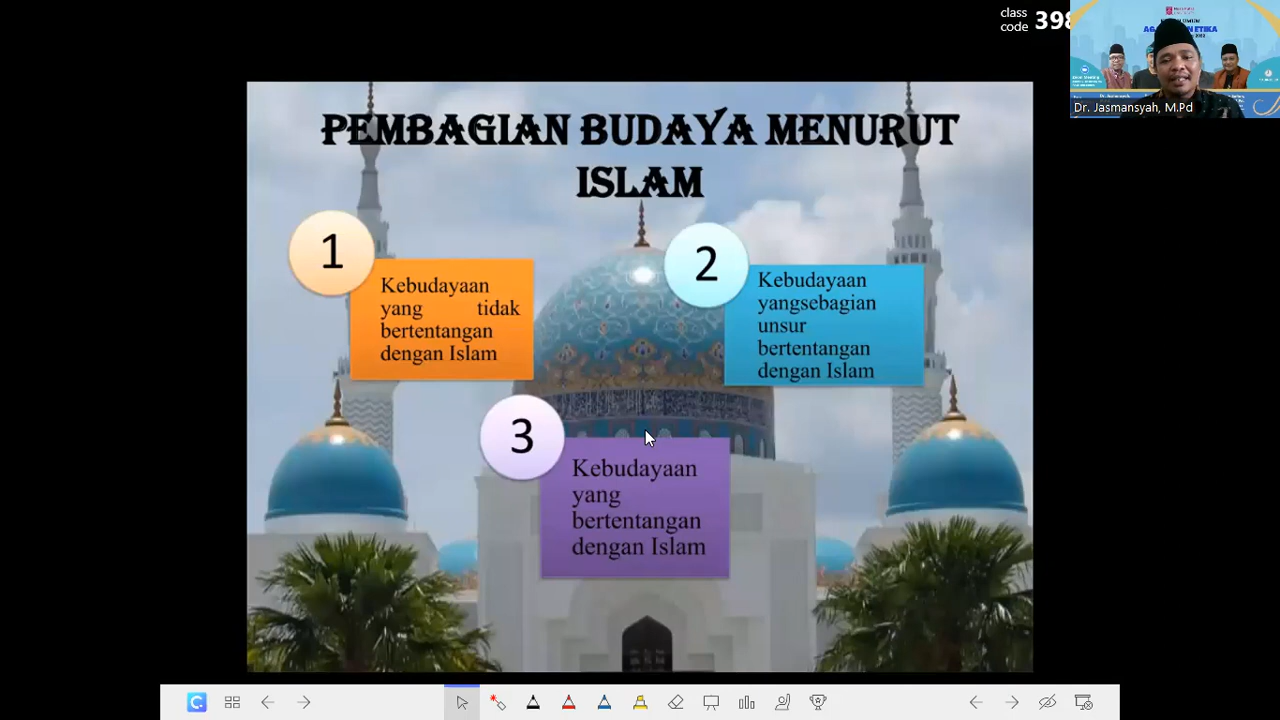 class
code 398
PEMBAGIAN BUDAYA MENURUT
ISLAM
1
Kebudayaan
yang tidak
bertentangan
dengan Islam
2
Kebudayaan
yangsebagian
unsur
bertentangan
dengan Islam
3
Kebudayaan
yang
bertentangan
dengan Islam
Dr. Jasmansyah, M.Pd